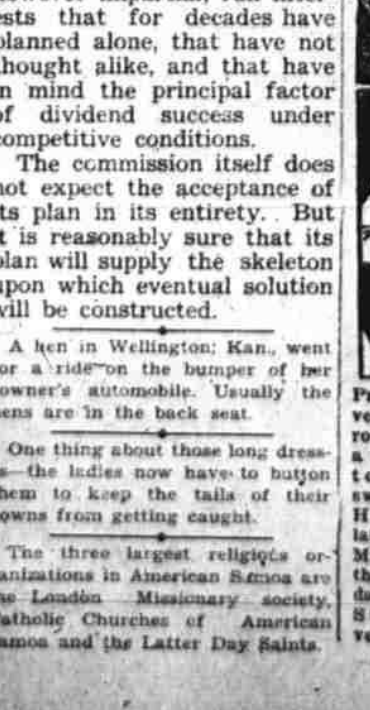 ests that for decades have
planned alone, that have not
thought alike, and that have
in mind the principal factor
of dividend success under
competitive conditions.
The commission itself does
not expect the acceptance of
its plan in its entirety. But
it is reasonably sure that its
plan will supply the skeleton
upon which eventual solution
will be constructed.
A hen in Wellington; Kan., went
for a ride on the bumper of her
owner's automobile. Usually the
hens are in the back seat.
One thing about those long dress-
es—the ladies now have to button
them to keep the tails of their
gowns from getting caught.
The three largest religious or-
ganizations in American Samoa are
the London Missionary society,
Catholic Churches of American
Samoa and the Latter Day Saints.